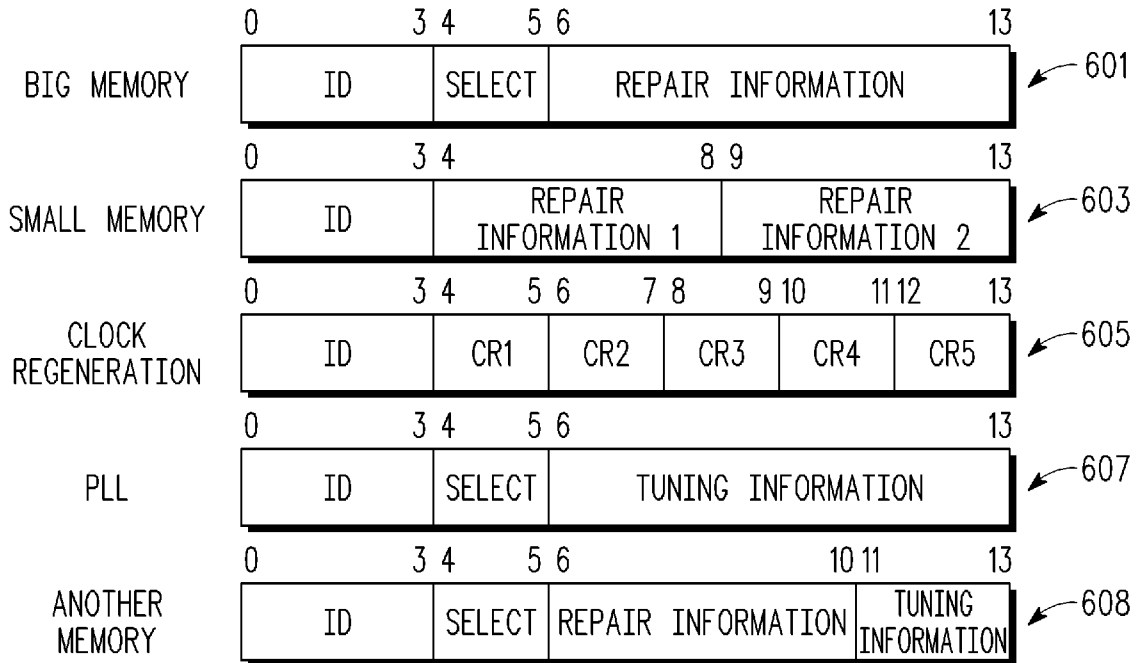 0 3 4 5 6 13
BIG MEMORY ID SELECT REPAIR INFORMATION 601
0 3 4 8 9 13
SMALL MEMORY ID REPAIR INFORMATION 1 REPAIR INFORMATION 2 603
0 3 4 5 6 7 8 9 10 11 12 13
CLOCK REGENERATION ID CR1 CR2 CR3 CR4 CR5 605
0 3 4 5 6 13
PLL ID SELECT TUNING INFORMATION 607
0 3 4 5 6 10 11 13
ANOTHER MEMORY ID SELECT REPAIR INFORMATION TUNING INFORMATION 608